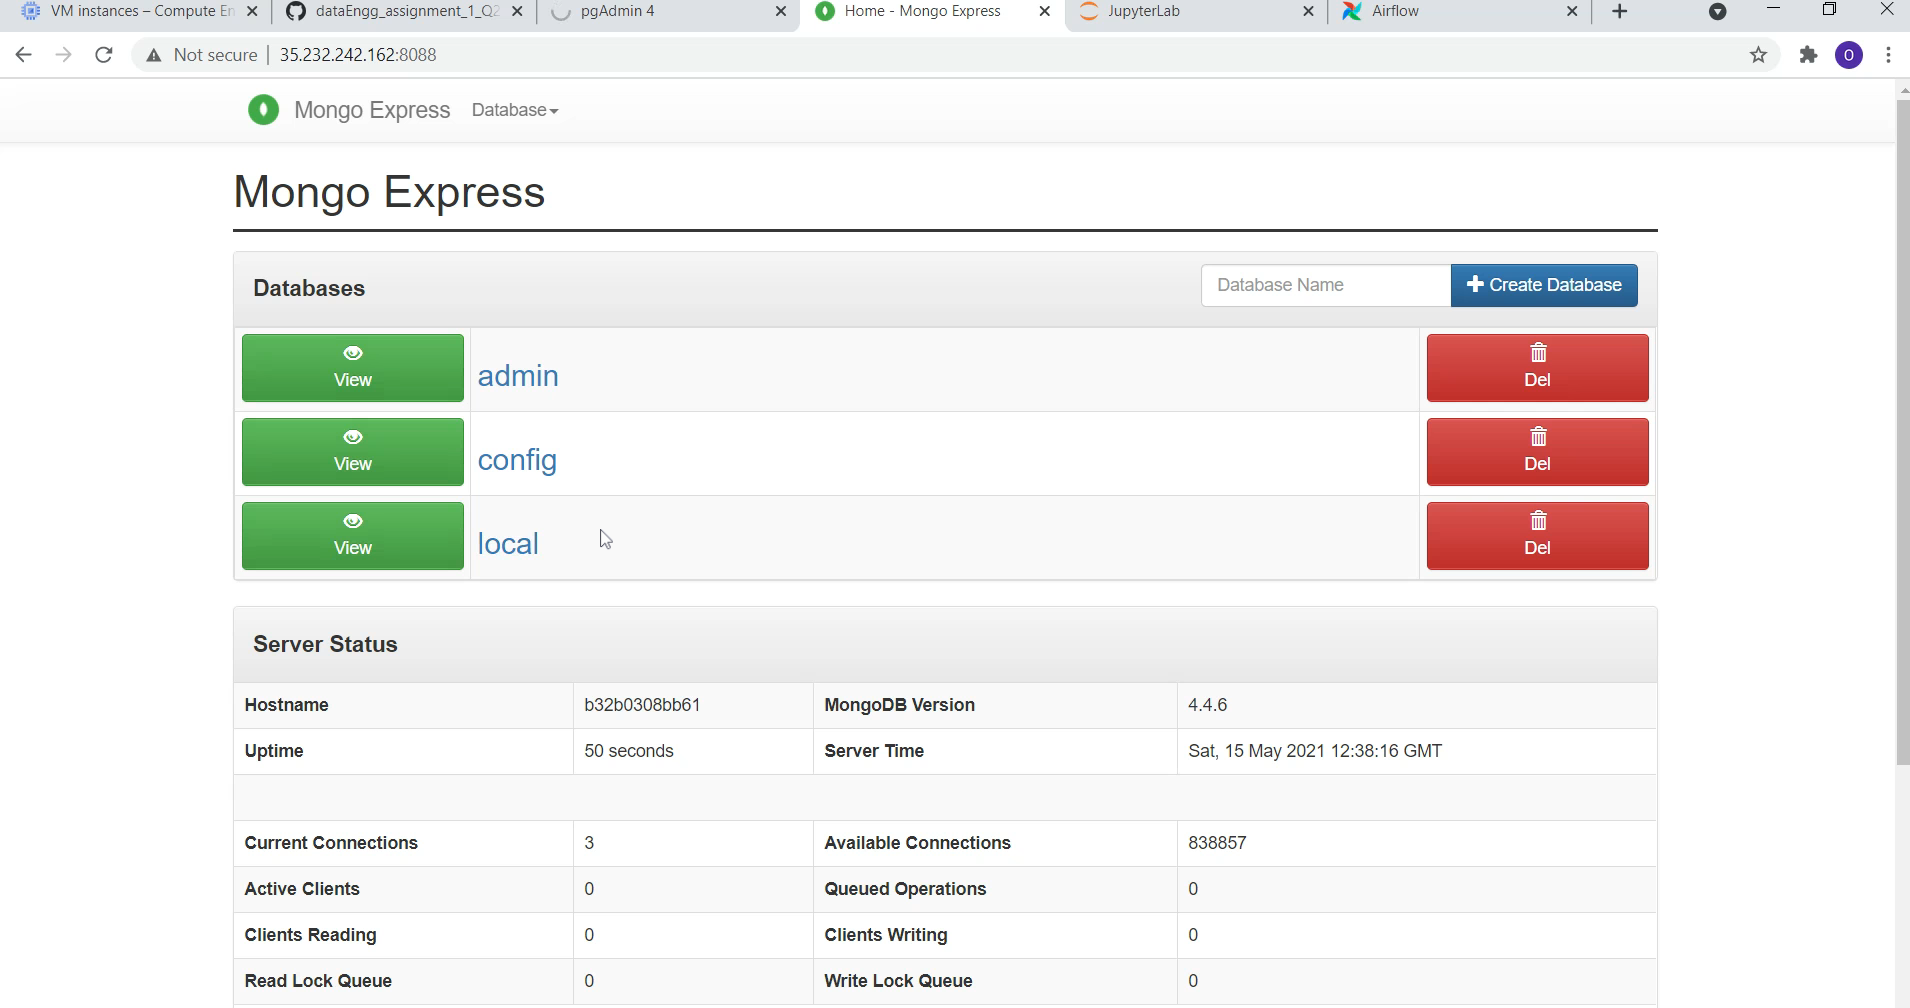 VM instances – Compute En
dataEngg_assignment_1_Q2
pgAdmin 4
Home - Mongo Express
JupyterLab
Airflow
Not secure | 35.232.242.162:8088
O
Mongo Express Database
Mongo Express
Databases
Database Name
Create Database
View admin Del
View config Del
View local Del
Server Status
Hostname b32b0308bb61 MongoDB Version 4.4.6
Uptime 50 seconds Server Time Sat, 15 May 2021 12:38:16 GMT
Current Connections 3 Available Connections 838857
Active Clients 0 Queued Operations 0
Clients Reading 0 Clients Writing 0
Read Lock Queue 0 Write Lock Queue 0